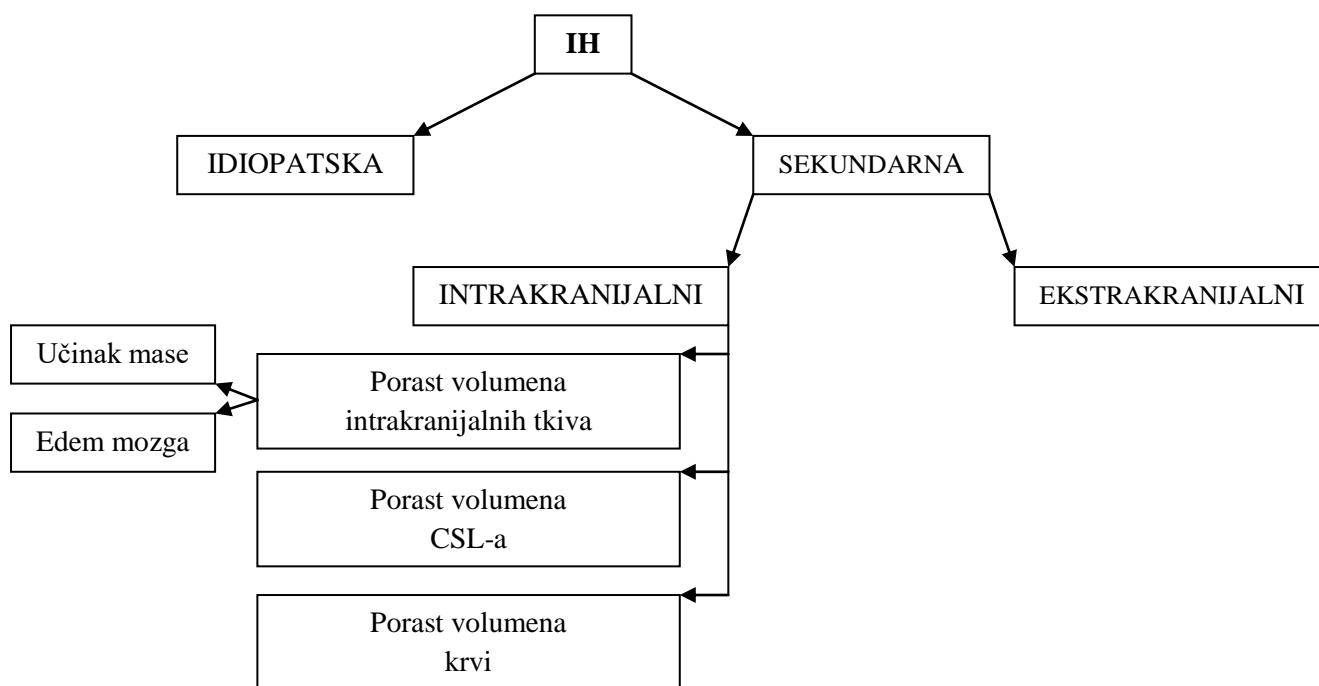 IH
IDIOPATSKA
SEKUNDARNA
INTRAKRANIJALNI
EKSTRAKRANIJALNI
Učinak mase
Edem mozga
Porast volumena
intrakranijalnih tkiva
Porast volumena
CSL-a
Porast volumena
krvi